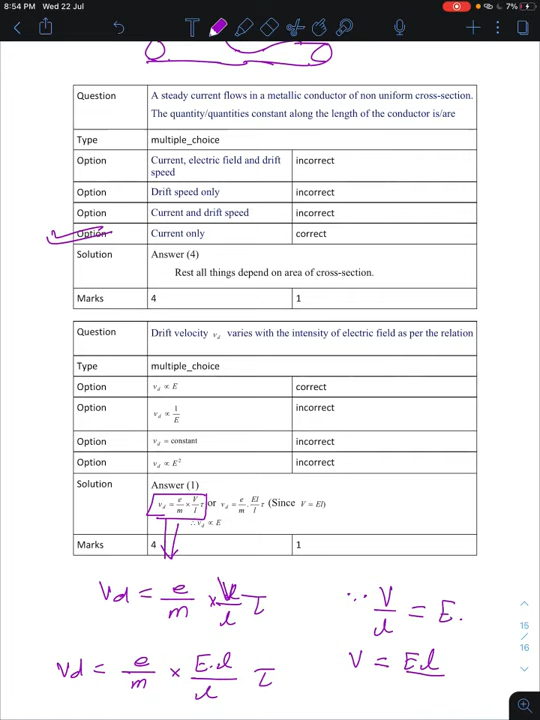 8:54 PM Wed 22 Jul
7%
Question A steady current flows in a metallic conductor of non uniform cross-section.
The quantity/quantities constant along the length of the conductor is/are
Type multiple_choice
Option Current, electric field and drift speed incorrect
Option Drift speed only incorrect
Option Current and drift speed incorrect
Option Current only correct
Solution Answer (4)
Rest all things depend on area of cross-section.
Marks 4 1
Question Drift velocity v_d varies with the intensity of electric field as per the relation
Type multiple_choice
Option v_d ∝ E correct
Option v_d ∝ 1/E incorrect
Option v_d = constant incorrect
Option v_d ∝ E² incorrect
Solution Answer (1)
v_d = e/m × V/l τ or v_d = e/m · El/l τ (Since V = El)
∴ v_d ∝ E
Marks 4 1
Vd = e/m × V/l τ ∵ V/l = E.
Vd = e/m × E.l/l τ V = El
15
/
16